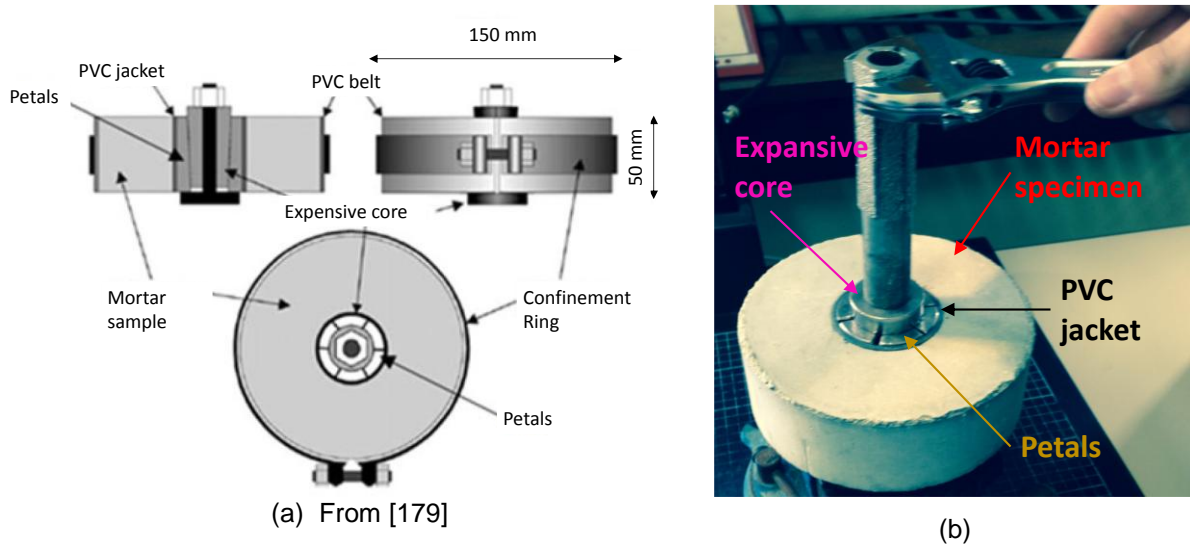 150 mm
PVC jacket
PVC belt
Petals
50 mm
Expensive core
Mortar
sample
Confinement
Ring
Petals
(a) From [179]
Expansive
core
Mortar
specimen
PVC
jacket
Petals
(b)